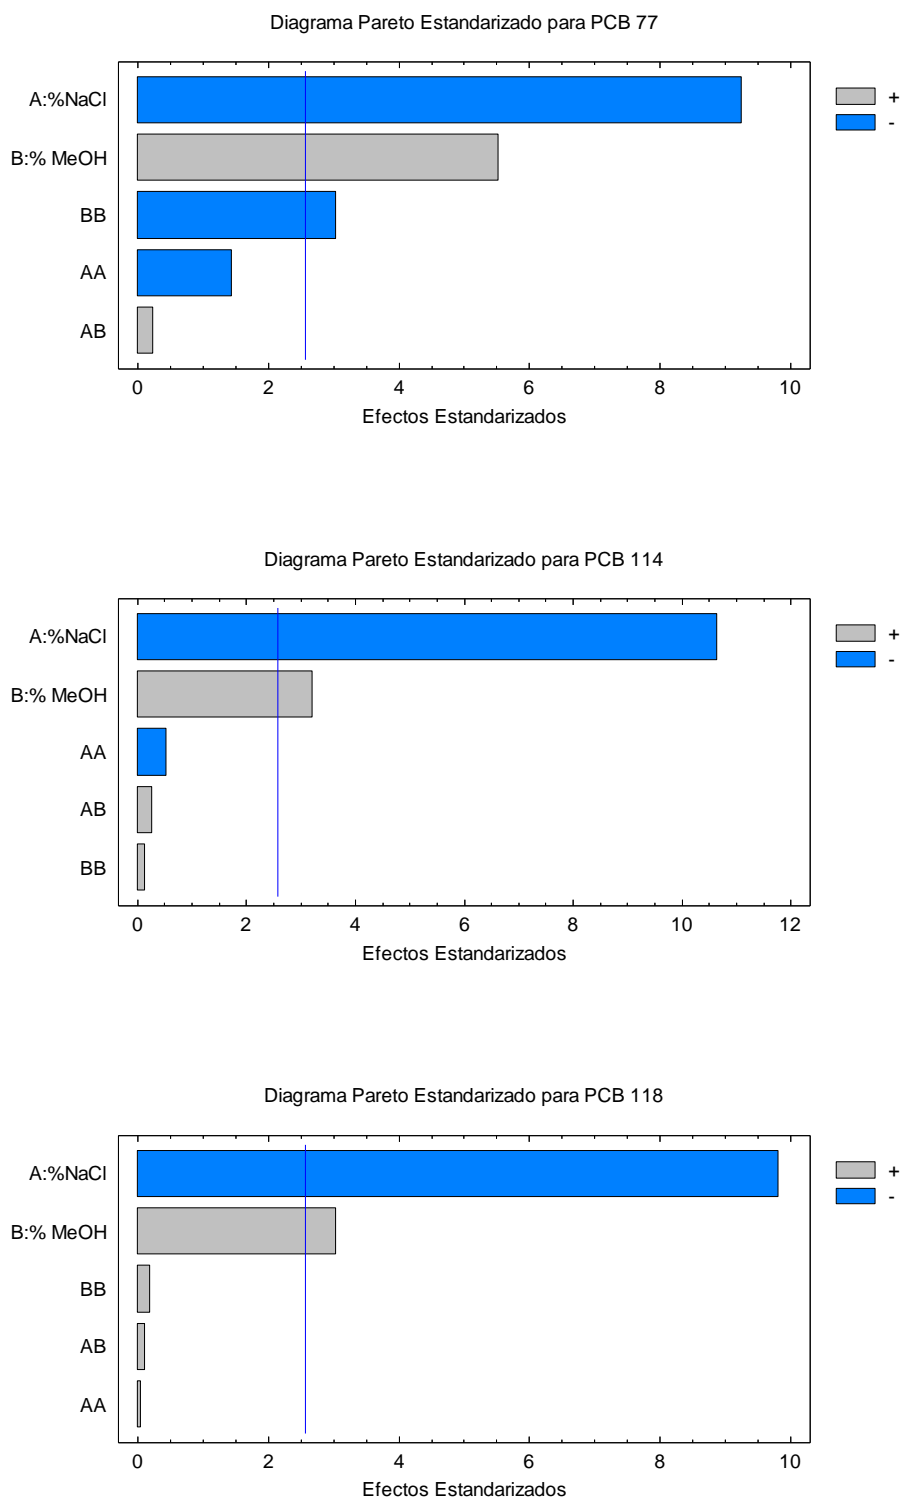 Diagrama Pareto Estandarizado para PCB 77
A:%NaCl
B:% MeOH
BB
AA
AB
0 2 4 6 8 10
Efectos Estandarizados
+
-
Diagrama Pareto Estandarizado para PCB 114
A:%NaCl
B:% MeOH
AA
AB
BB
0 2 4 6 8 10 12
Efectos Estandarizados
+
-
Diagrama Pareto Estandarizado para PCB 118
A:%NaCl
B:% MeOH
BB
AB
AA
0 2 4 6 8 10
Efectos Estandarizados
+
-